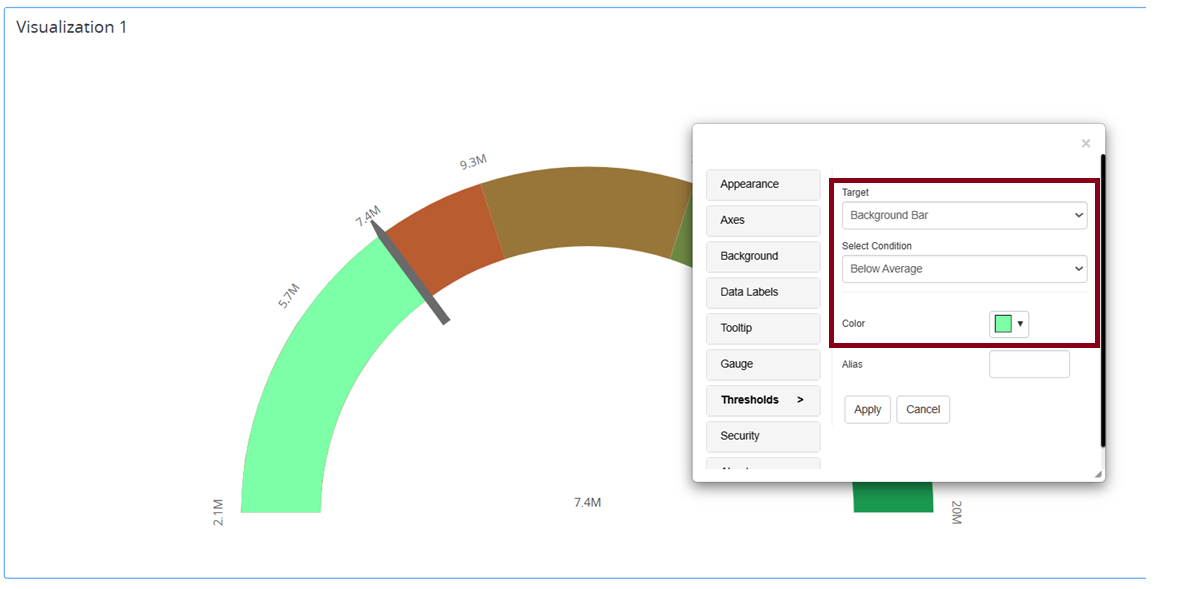 Visualization 1
9.3M
7.4M
5.7M
2.1M
7.4M
20M
×
Appearance
Axes
Background
Data Labels
Tooltip
Gauge
Thresholds >
Security
Target
Background Bar
Select Condition
Below Average
Color
Alias
Apply
Cancel